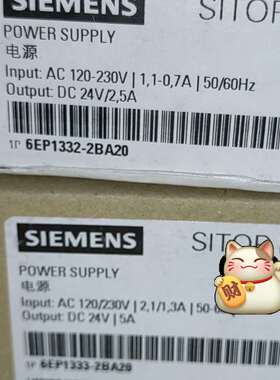 SIEMENS SITOP
POWER SUPPLY
电源
Input: AC 120-230V | 1,1-0,7A | 50/60Hz
Output: DC 24V/2,5A
1P 6EP1332-2BA20
SIEMENS SITOP
POWER SUPPLY
电源
Input: AC 120/230V | 2,1/1,3A | 50-6
Output: DC 24V | 5A
1P 6EP1333-2BA20
财